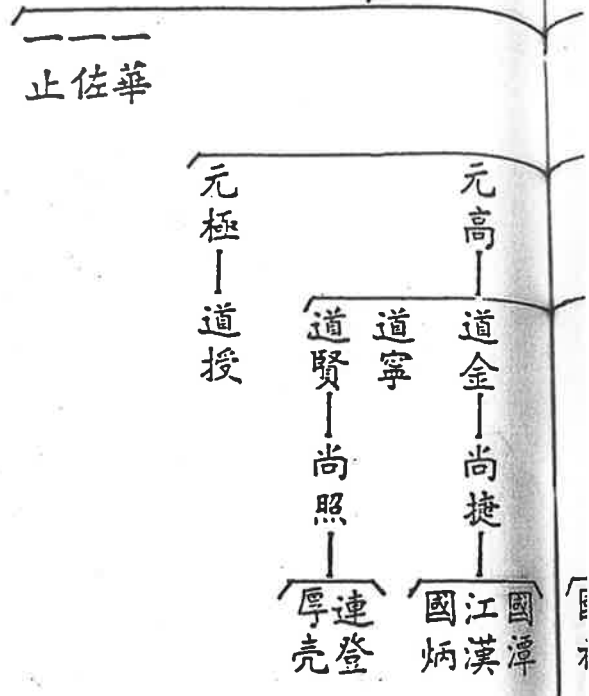 一華
一佐
一止
元高
元極
道金
道寧
道賢
道授
尚捷
尚照
國潭
江漢
國炳
連登
厚壳